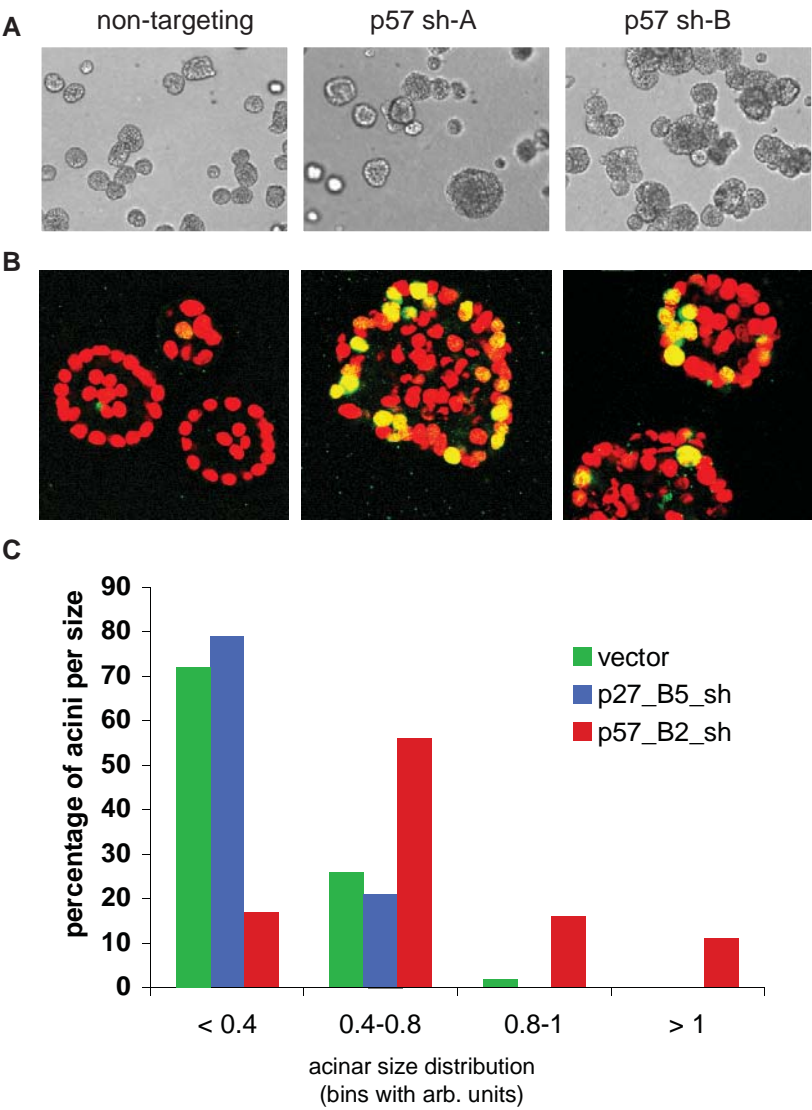 A
non-targeting
p57 sh-A
p57 sh-B
B
C
percentage of acini per size
90
80
70
60
50
40
30
20
10
0
vector
p27_B5_sh
p57_B2_sh
< 0.4
0.4-0.8
0.8-1
> 1
acinar size distribution
(bins with arb. units)